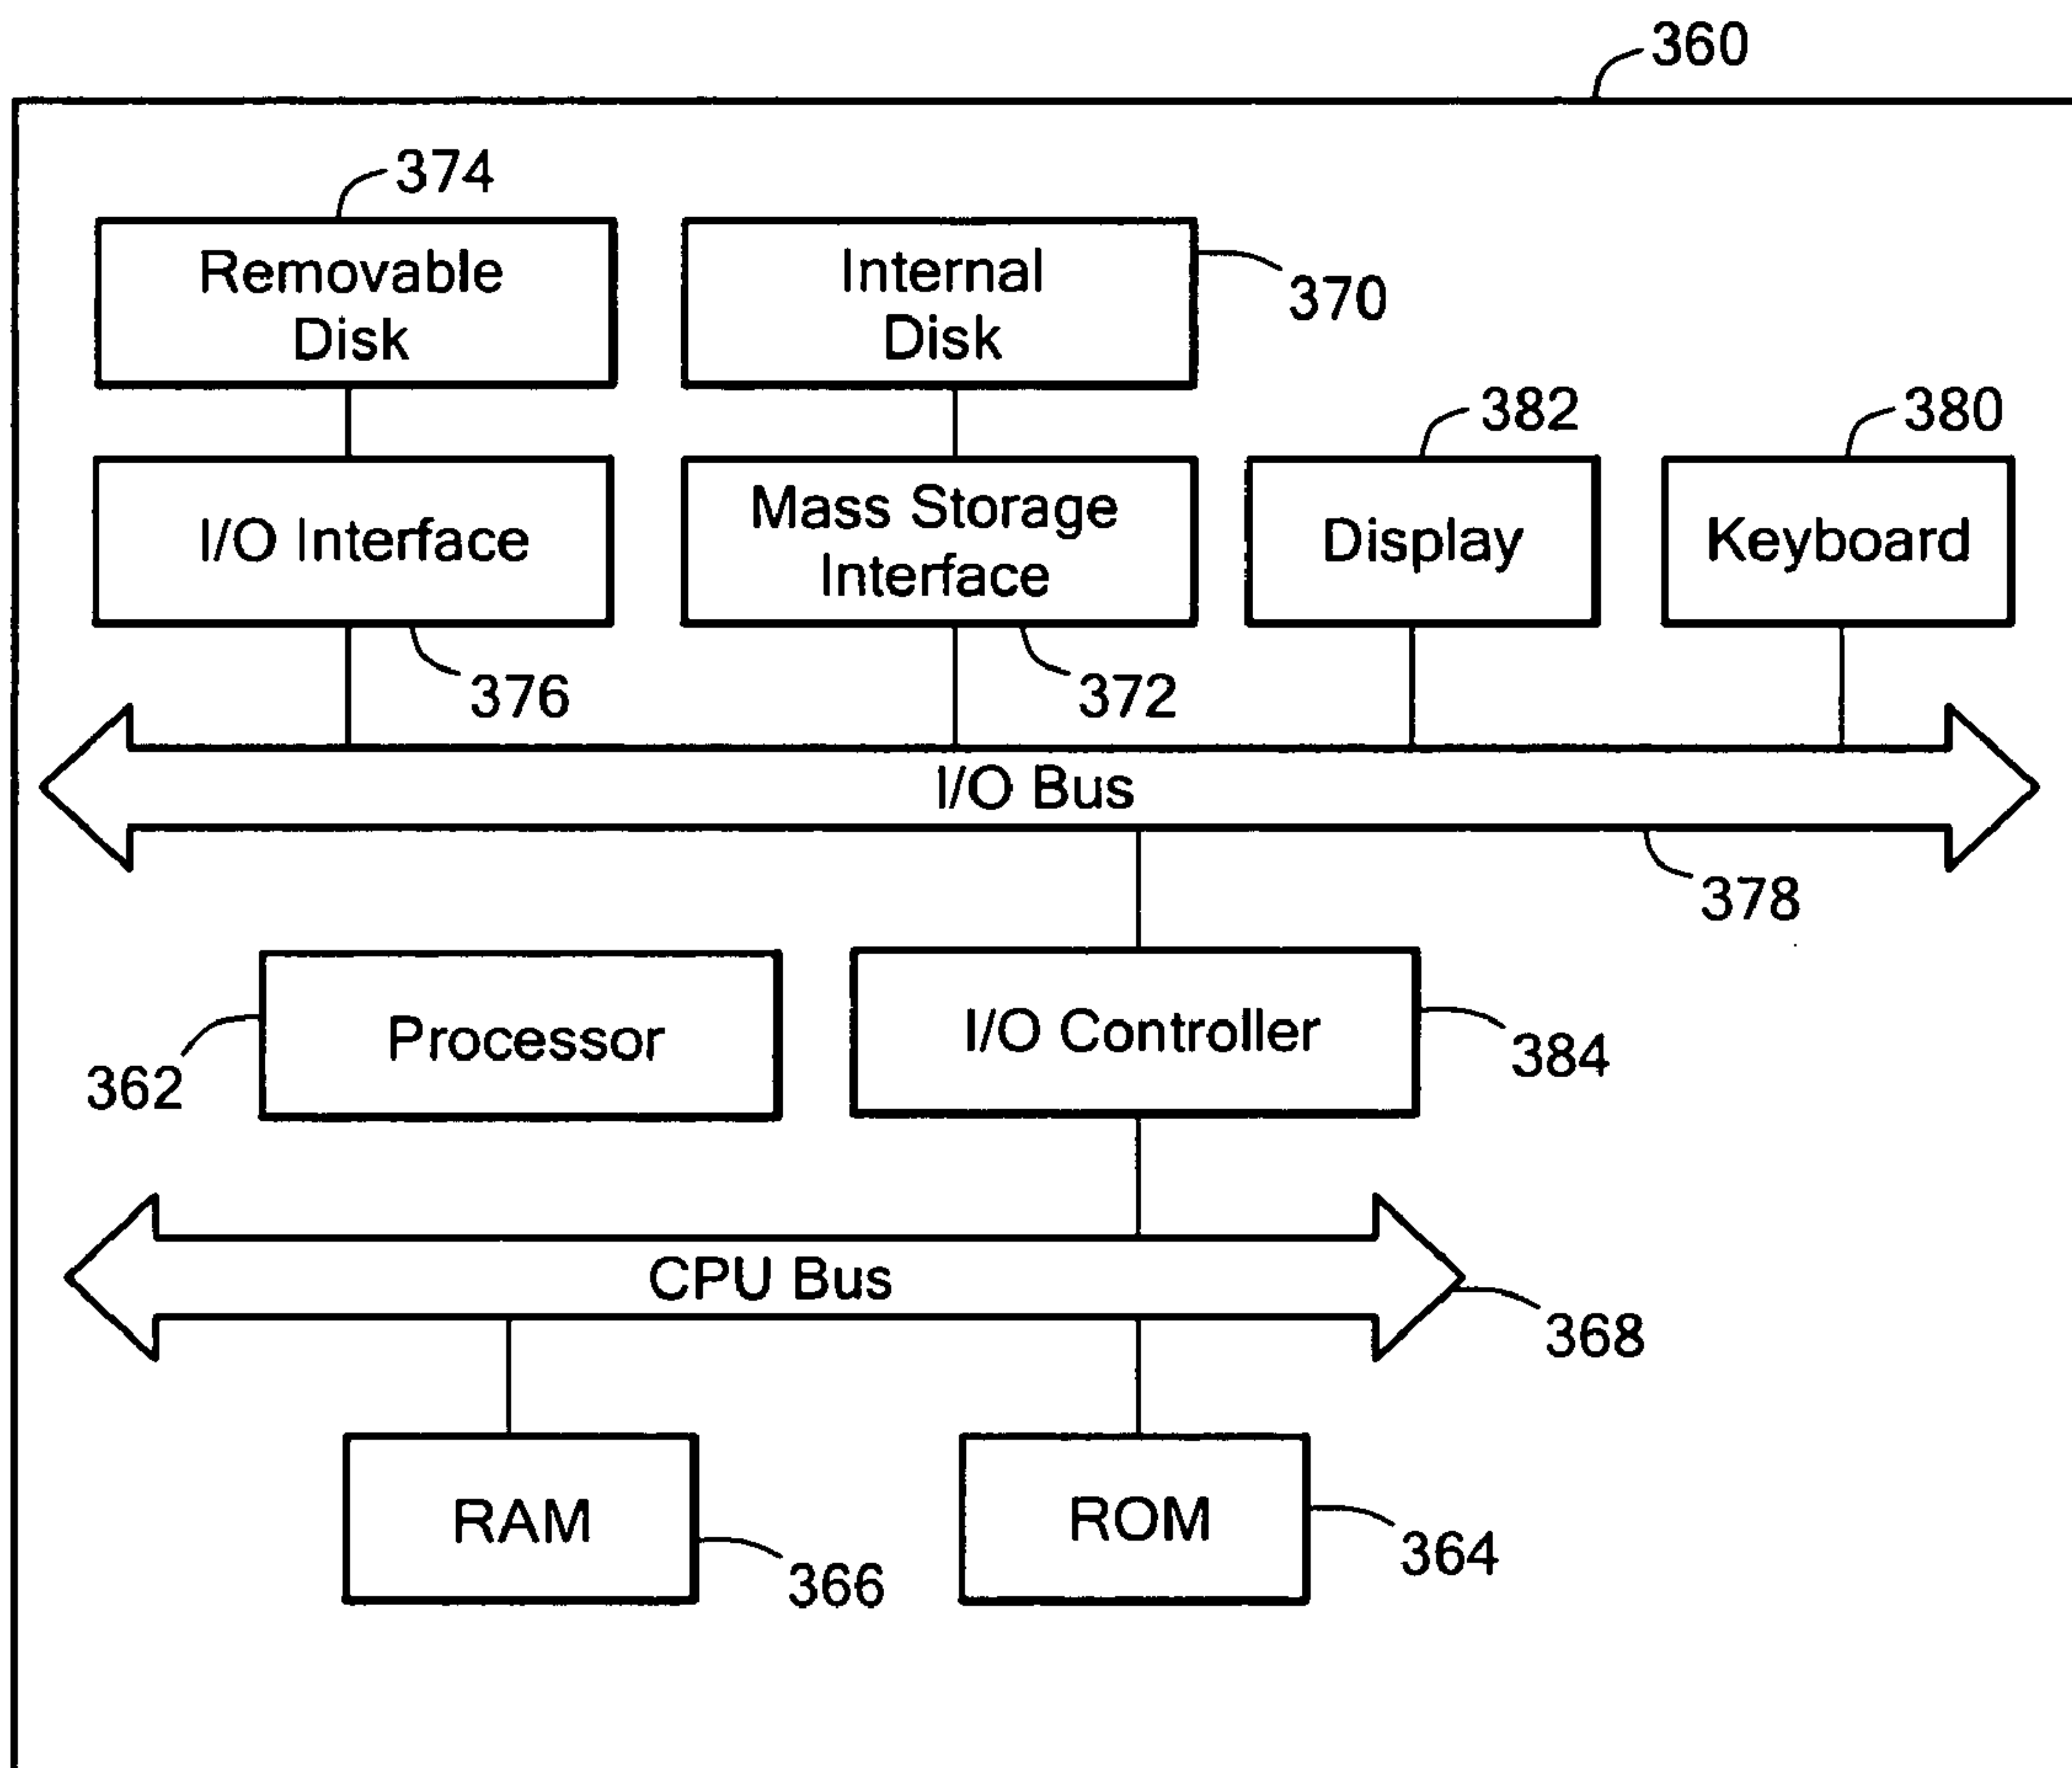 360
374
Removable
Disk
Internal
Disk
370
382
380
I/O Interface
Mass Storage
Interface
Display
Keyboard
376
372
I/O Bus
378
Processor
I/O Controller
362
384
CPU Bus
368
RAM
ROM
366
364